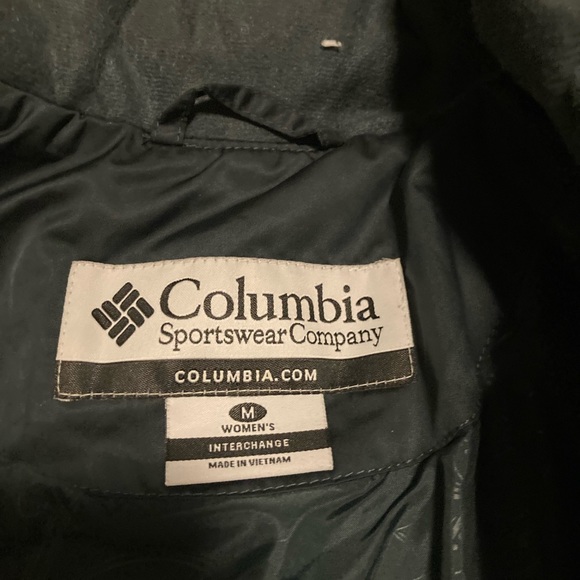 Columbia
Sportswear Company
COLUMBIA.COM
M
WOMEN'S
INTERCHANGE
MADE IN VIETNAM